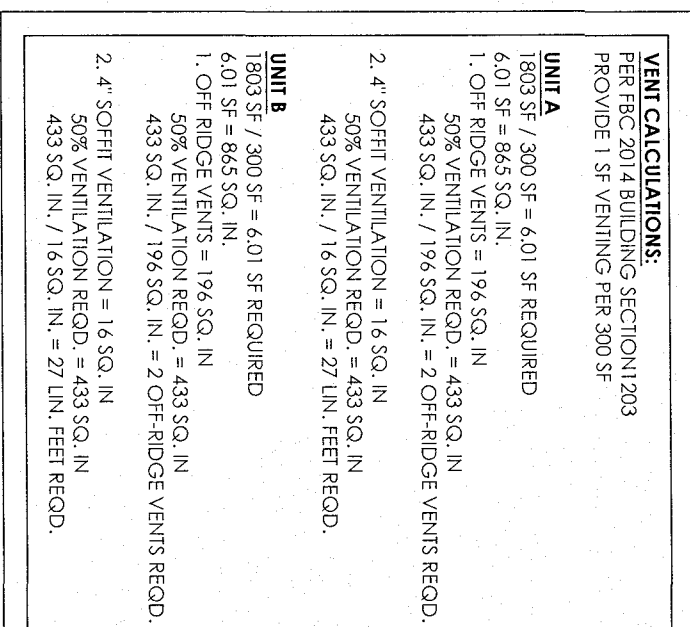 VENT CALCULATIONS:
PER FBC 2014 BUILDING SECTION1203
PROVIDE 1 SF VENTING PER 300 SF
UNIT A
1803 SF / 300 SF = 6.01 SF REQUIRED
6.01 SF = 865 SQ. IN.
1. OFF RIDGE VENTS = 196 SQ. IN
50% VENTILATION REQD. = 433 SQ. IN
433 SQ. IN. / 196 SQ. IN. = 2 OFF-RIDGE VENTS REQD.
2. 4" SOFFIT VENTILATION = 16 SQ. IN
50% VENTILATION REQD. = 433 SQ. IN
433 SQ. IN. / 16 SQ. IN. = 27 LIN. FEET REQD.
UNIT B
1803 SF / 300 SF = 6.01 SF REQUIRED
6.01 SF = 865 SQ. IN.
1. OFF RIDGE VENTS = 196 SQ. IN
50% VENTILATION REQD. = 433 SQ. IN
433 SQ. IN. / 196 SQ. IN. = 2 OFF-RIDGE VENTS REQD.
2. 4" SOFFIT VENTILATION = 16 SQ. IN
50% VENTILATION REQD. = 433 SQ. IN
433 SQ. IN. / 16 SQ. IN. = 27 LIN. FEET REQD.